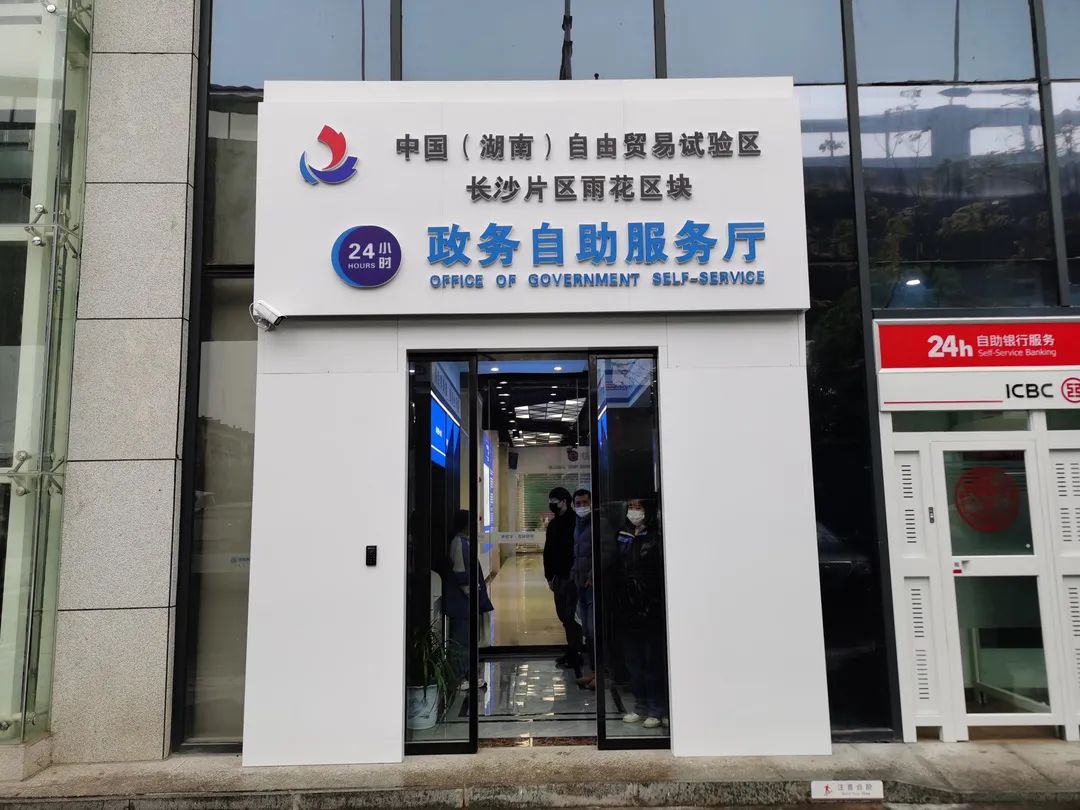 中国（湖南）自由贸易试验区
长沙片区雨花区块
24小时
HOURS
政务自助服务厅
OFFICE OF GOVERNMENT SELF-SERVICE
24h 自助银行服务
Self-Service Banking
ICBC
注意台阶